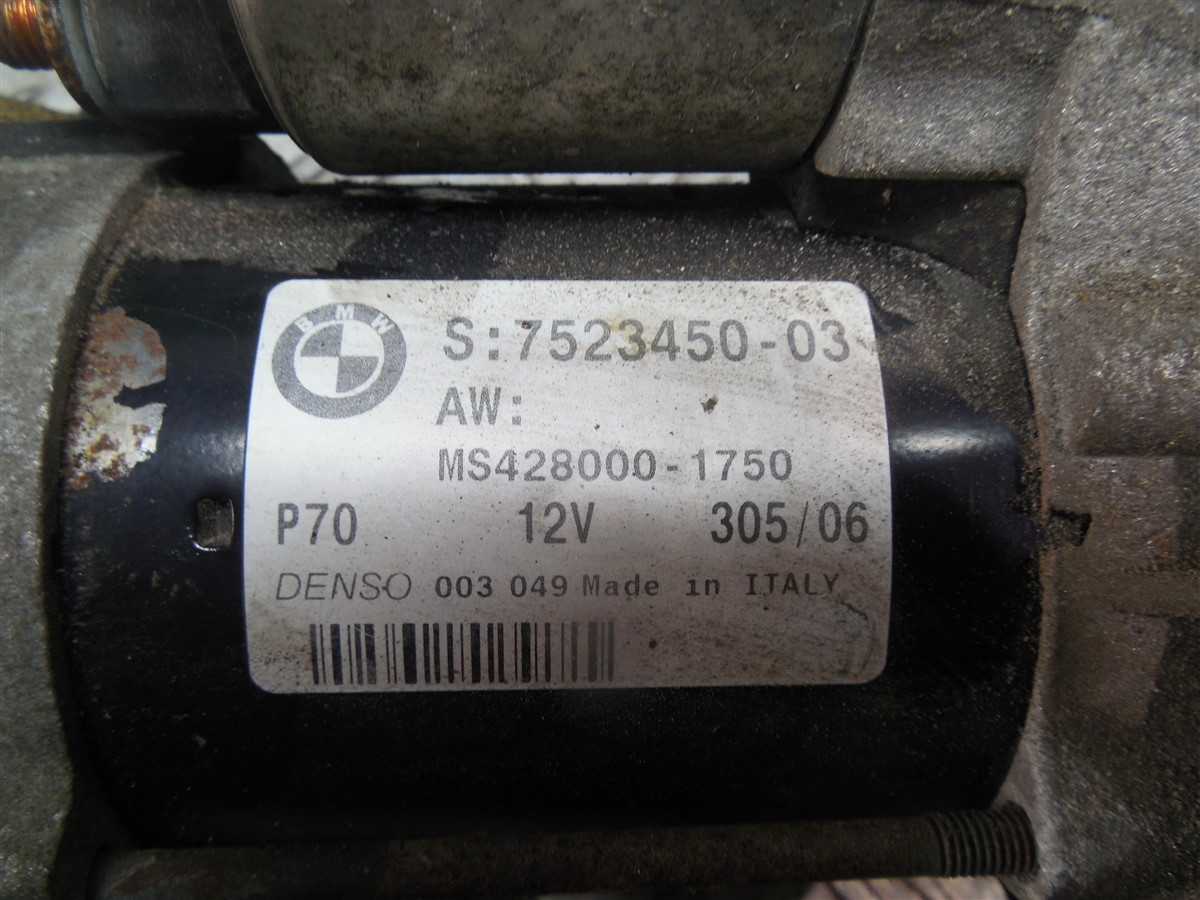 BMW
S:7523450-03
AW:
MS428000-1750
P70 12V 305/06
DENSO 003 049 Made in ITALY